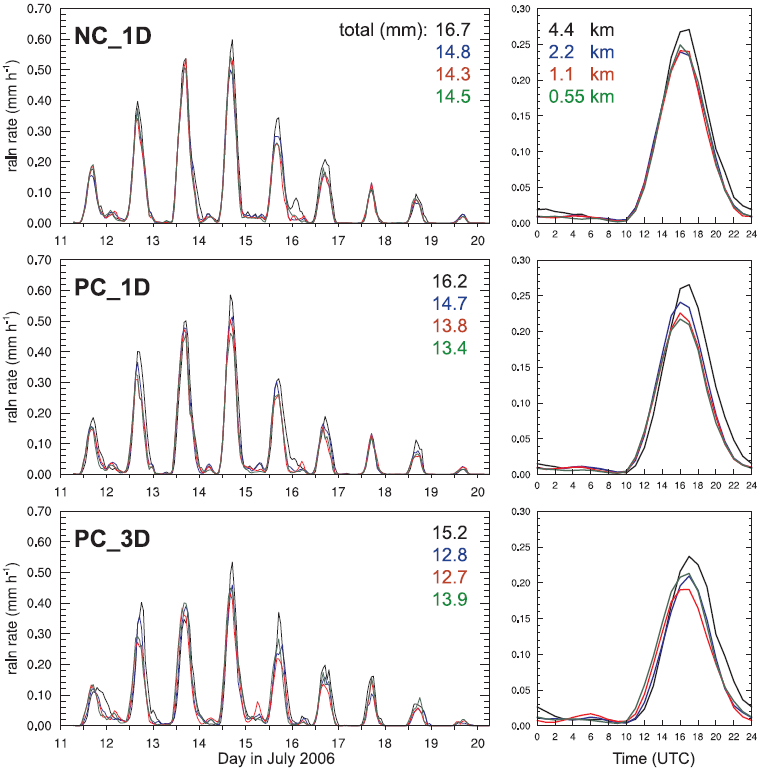 NC_1D
total (mm): 16.7
14.8
14.3
14.5
rain rate (mm h⁻¹)
0.70
0.60
0.50
0.40
0.30
0.20
0.10
0.00
11 12 13 14 15 16 17 18 19 20
4.4 km
2.2 km
1.1 km
0.55 km
0,30
0,25
0,20
0,15
0,10
0,05
0,00
0 2 4 6 8 10 12 14 16 18 20 22 24
PC_1D
16.2
14.7
13.8
13.4
rain rate (mm h⁻¹)
0.70
0.60
0.50
0.40
0.30
0.20
0.10
0.00
11 12 13 14 15 16 17 18 19 20
0,30
0,25
0,20
0,15
0,10
0,05
0,00
0 2 4 6 8 10 12 14 16 18 20 22 24
PC_3D
15.2
12.8
12.7
13.9
rain rate (mm h⁻¹)
0.70
0.60
0.50
0.40
0.30
0.20
0.10
0.00
11 12 13 14 15 16 17 18 19 20
Day in July 2006
0,30
0,25
0,20
0,15
0,10
0,05
0,00
0 2 4 6 8 10 12 14 16 18 20 22 24
Time (UTC)